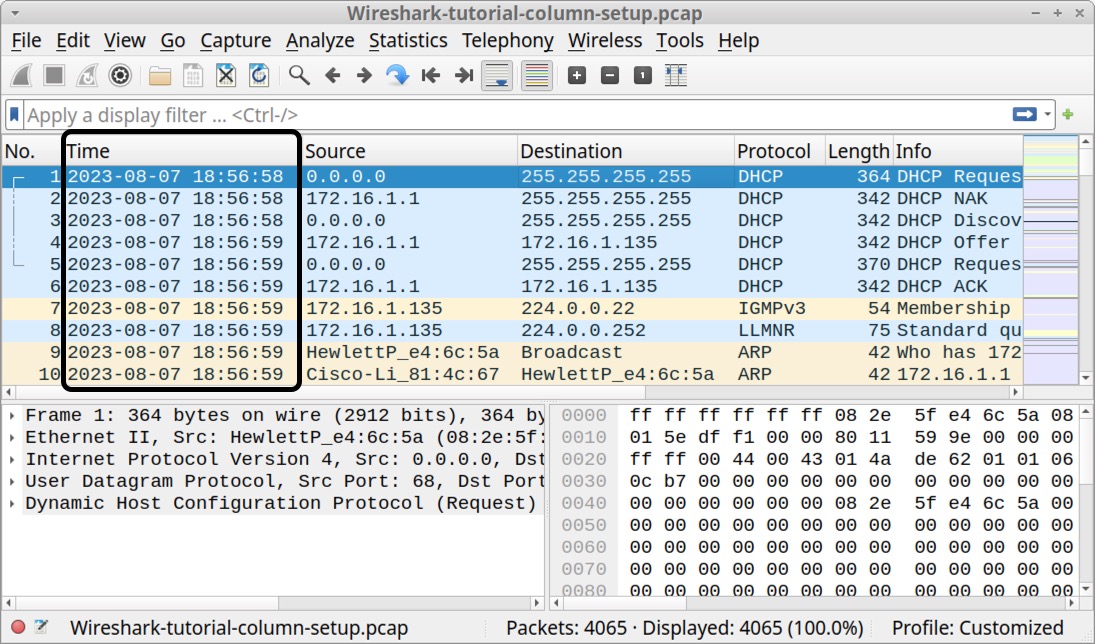 Wireshark-tutorial-column-setup.pcap
File Edit View Go Capture Analyze Statistics Telephony Wireless Tools Help
Apply a display filter ... <Ctrl-/>
No. Time Source Destination Protocol Length Info
1 2023-08-07 18:56:58 0.0.0.0 255.255.255.255 DHCP 364 DHCP Reques
2 2023-08-07 18:56:58 172.16.1.1 255.255.255.255 DHCP 342 DHCP NAK
3 2023-08-07 18:56:58 0.0.0.0 255.255.255.255 DHCP 342 DHCP Discov
4 2023-08-07 18:56:59 172.16.1.1 172.16.1.135 DHCP 342 DHCP Offer
5 2023-08-07 18:56:59 0.0.0.0 255.255.255.255 DHCP 370 DHCP Reques
6 2023-08-07 18:56:59 172.16.1.1 172.16.1.135 DHCP 342 DHCP ACK
7 2023-08-07 18:56:59 172.16.1.135 224.0.0.22 IGMPv3 54 Membership
8 2023-08-07 18:56:59 172.16.1.135 224.0.0.252 LLMNR 75 Standard qu
9 2023-08-07 18:56:59 HewlettP_e4:6c:5a Broadcast ARP 42 Who has 172
10 2023-08-07 18:56:59 Cisco-Li_81:4c:67 HewlettP_e4:6c:5a ARP 42 172.16.1.1
Frame 1: 364 bytes on wire (2912 bits), 364 by
Ethernet II, Src: HewlettP_e4:6c:5a (08:2e:5f:
Internet Protocol Version 4, Src: 0.0.0.0, Dst
User Datagram Protocol, Src Port: 68, Dst Port
Dynamic Host Configuration Protocol (Request)
0000 ff ff ff ff ff ff 08 2e 5f e4 6c 5a 08
0010 01 5e df f1 00 00 80 11 59 9e 00 00 00
0020 ff ff 00 44 00 43 01 4a de 62 01 01 06
0030 0c b7 00 00 00 00 00 00 00 00 00 00 00
0040 00 00 00 00 00 00 08 2e 5f e4 6c 5a 00
0050 00 00 00 00 00 00 00 00 00 00 00 00 00
0060 00 00 00 00 00 00 00 00 00 00 00 00 00
0070 00 00 00 00 00 00 00 00 00 00 00 00 00
0080 00 00 00 00 00 00 00 00 00 00 00 00 00
Wireshark-tutorial-column-setup.pcap Packets: 4065 · Displayed: 4065 (100.0%) Profile: Customized